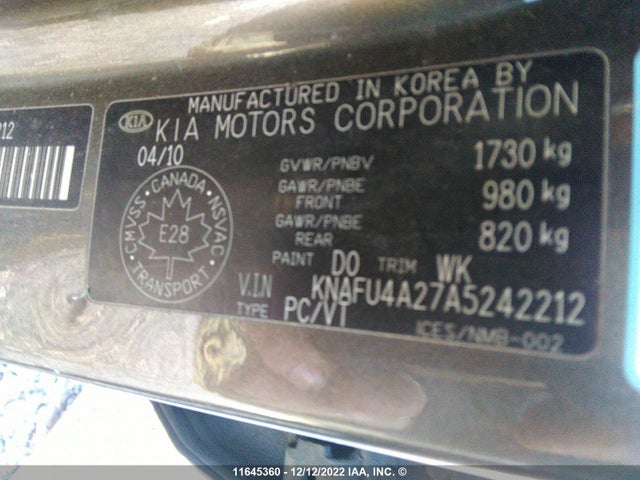 212
MANUFACTURED IN KOREA BY
KIA KIA MOTORS CORPORATION
04/10
GVWR/PNBV 1730 kg
GAWR/PNBE FRONT 980 kg
GAWR/PNBE REAR 820 kg
CANADA · NSVAC · TRANSPORT · CMVSS
E28
PAINT DO TRIM WK
V.I.N KNAFU4A27A5242212
TYPE PC/VT
ICES/NMB-002
11645360 - 12/12/2022 IAA, INC. ©